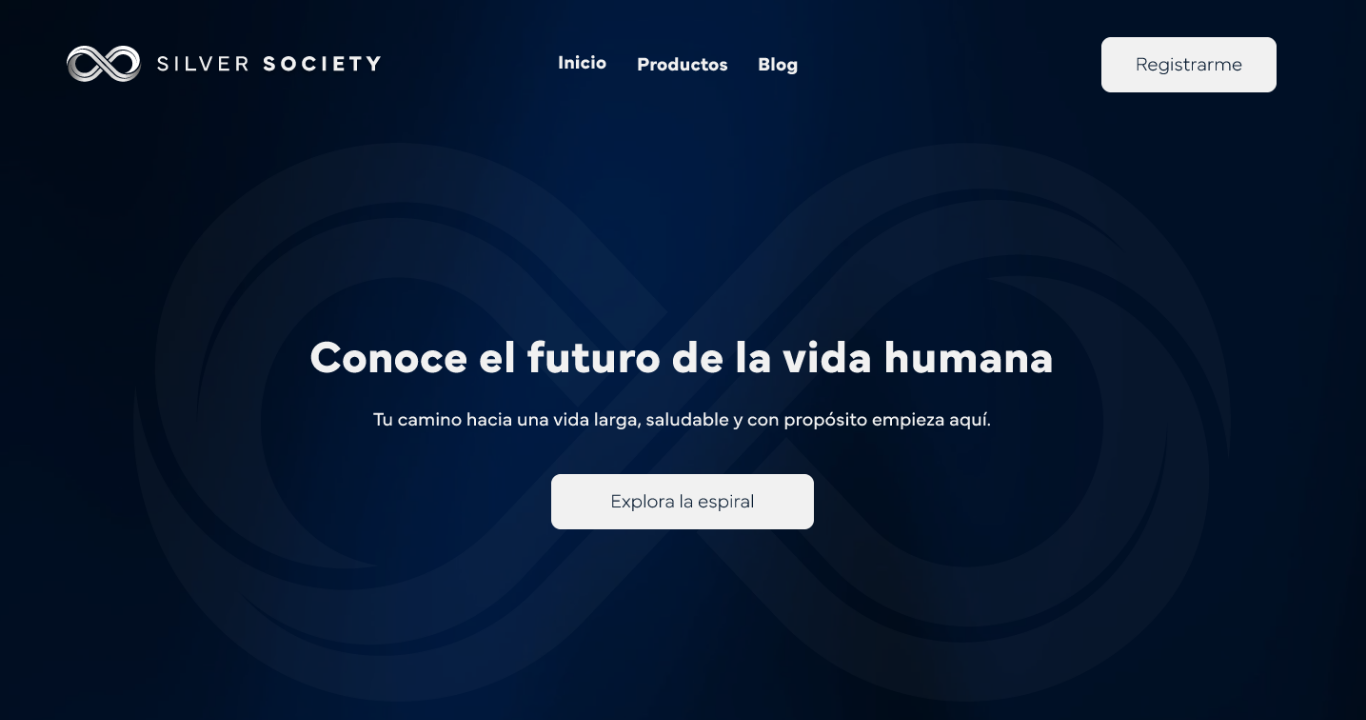 SILVER SOCIETY
Inicio
Productos
Blog
Registrarme
Conoce el futuro de la vida humana
Tu camino hacia una vida larga, saludable y con propósito empieza aquí.
Explora la espiral